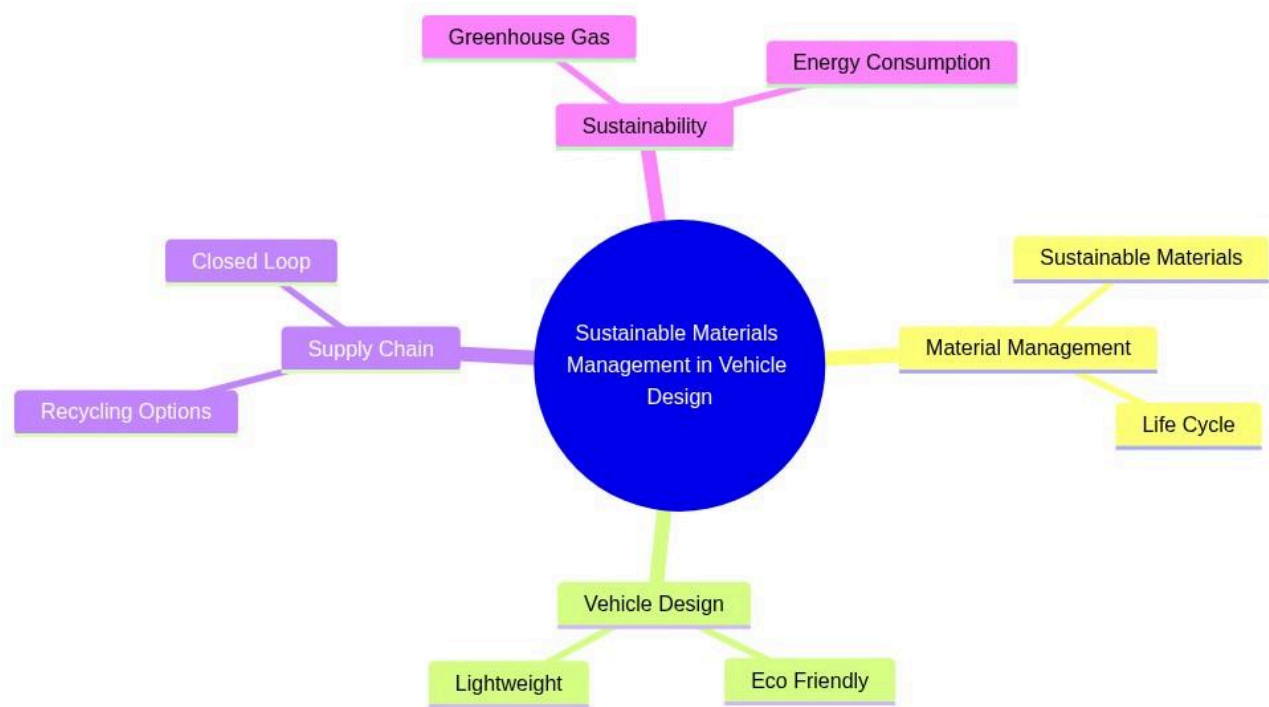 Greenhouse Gas
Energy Consumption
Sustainability
Closed Loop
Supply Chain
Recycling Options
Sustainable Materials
Management in Vehicle
Design
Sustainable Materials
Material Management
Life Cycle
Vehicle Design
Lightweight
Eco Friendly